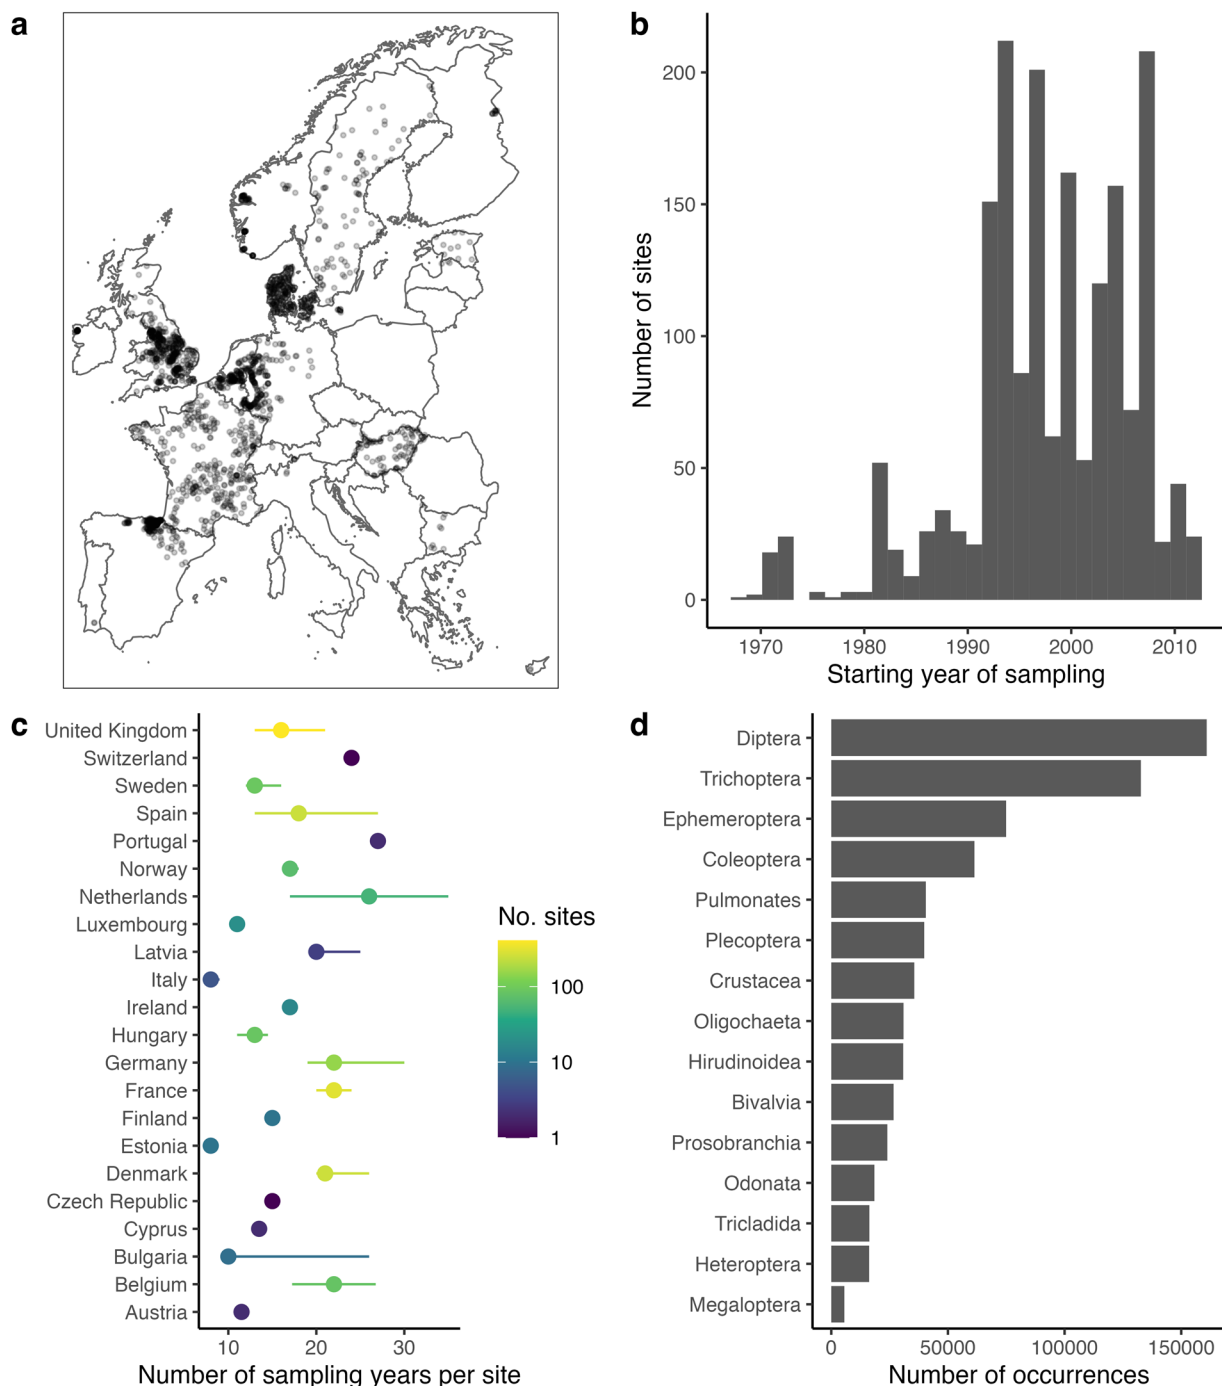 a
b
200
150
100
50
0
Number of sites
1970 1980 1990 2000 2010
Starting year of sampling
c
United Kingdom
Switzerland
Sweden
Spain
Portugal
Norway
Netherlands
Luxembourg
Latvia
Italy
Ireland
Hungary
Germany
France
Finland
Estonia
Denmark
Czech Republic
Cyprus
Bulgaria
Belgium
Austria
10 20 30
Number of sampling years per site
No. sites
100
10
1
d
Diptera
Trichoptera
Ephemeroptera
Coleoptera
Pulmonates
Plecoptera
Crustacea
Oligochaeta
Hirudinoidea
Bivalvia
Prosobranchia
Odonata
Tricladida
Heteroptera
Megaloptera
0 50000 100000 150000
Number of occurrences